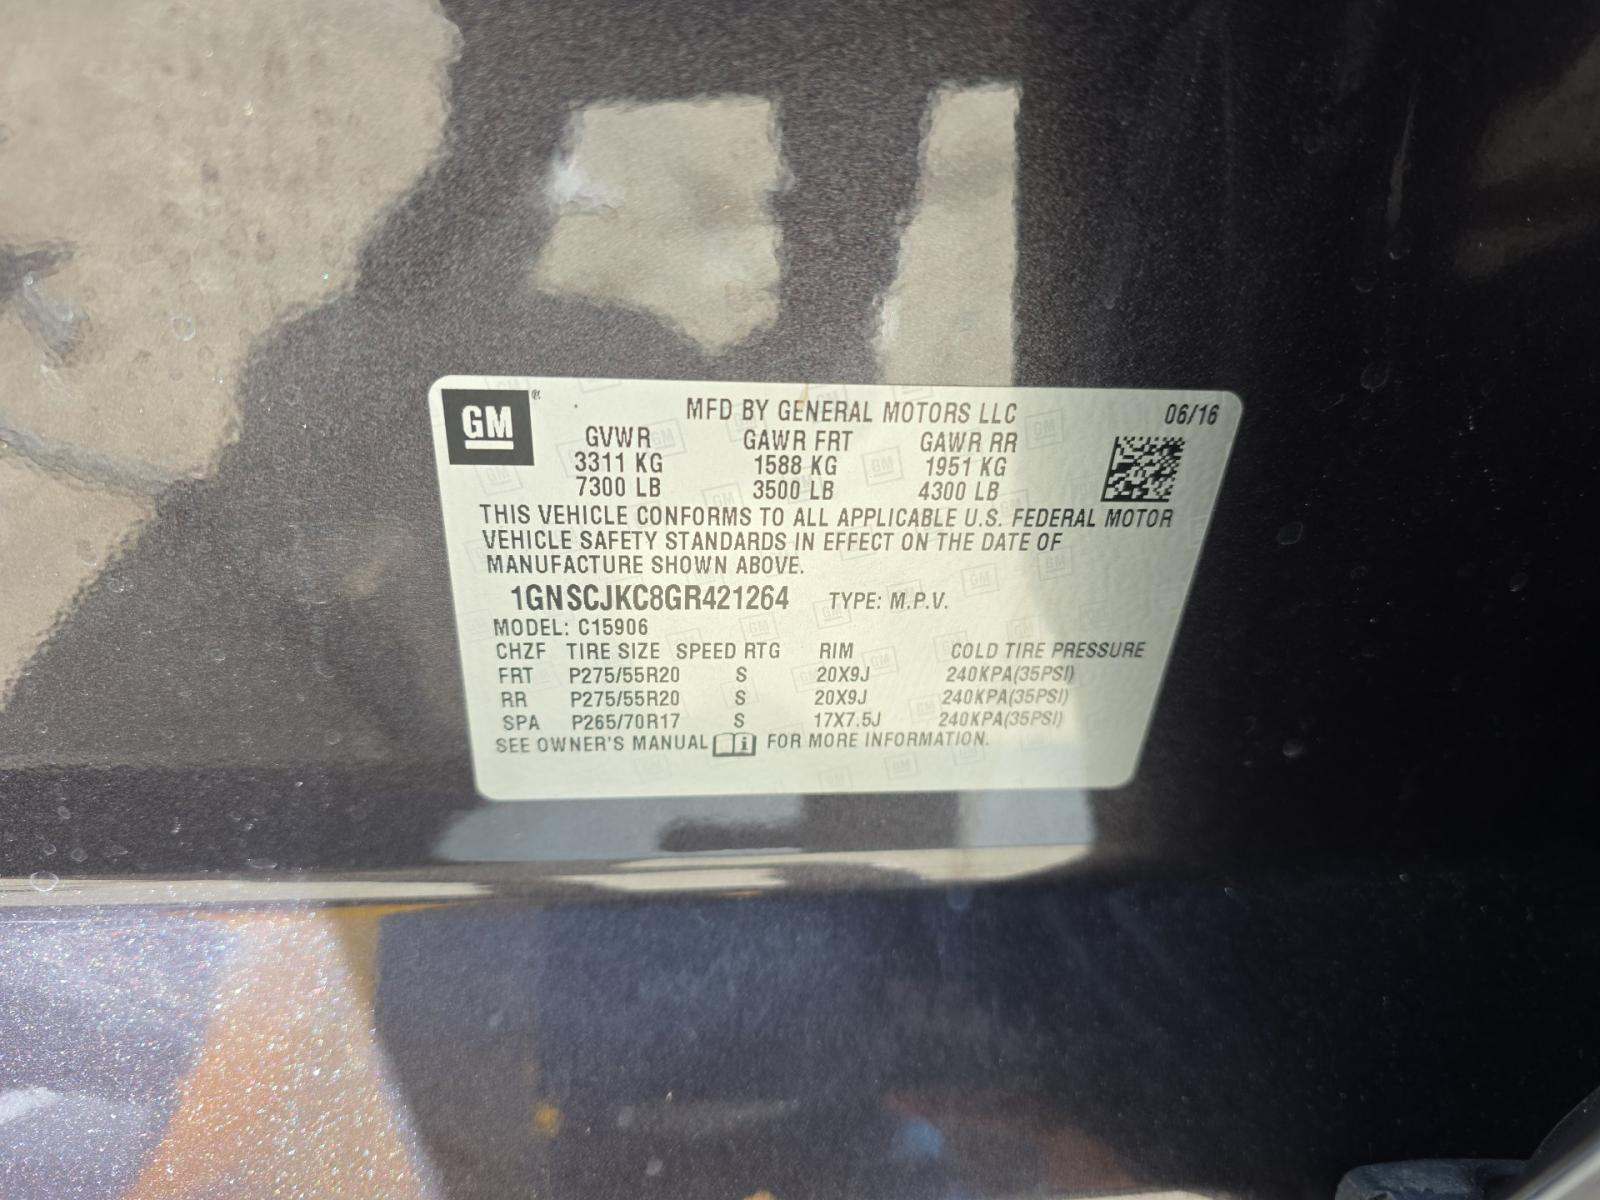 GM®
MFD BY GENERAL MOTORS LLC 06/16
GVWR GAWR FRT GAWR RR
3311 KG 1588 KG 1951 KG
7300 LB 3500 LB 4300 LB
THIS VEHICLE CONFORMS TO ALL APPLICABLE U.S. FEDERAL MOTOR
VEHICLE SAFETY STANDARDS IN EFFECT ON THE DATE OF
MANUFACTURE SHOWN ABOVE.
1GNSCJKC8GR421264 TYPE: M.P.V.
MODEL: C15906
CHZF TIRE SIZE SPEED RTG RIM COLD TIRE PRESSURE
FRT P275/55R20 S 20X9J 240KPA(35PSI)
RR P275/55R20 S 20X9J 240KPA(35PSI)
SPA P265/70R17 S 17X7.5J 240KPA(35PSI)
SEE OWNER'S MANUAL i FOR MORE INFORMATION.